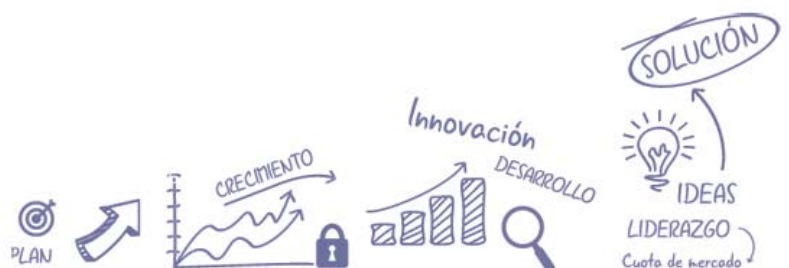 SOLUCIÓN
Innovación
CRECIMIENTO
DESARROLLO
IDEAS
PLAN
LIDERAZGO
Cuota de mercado